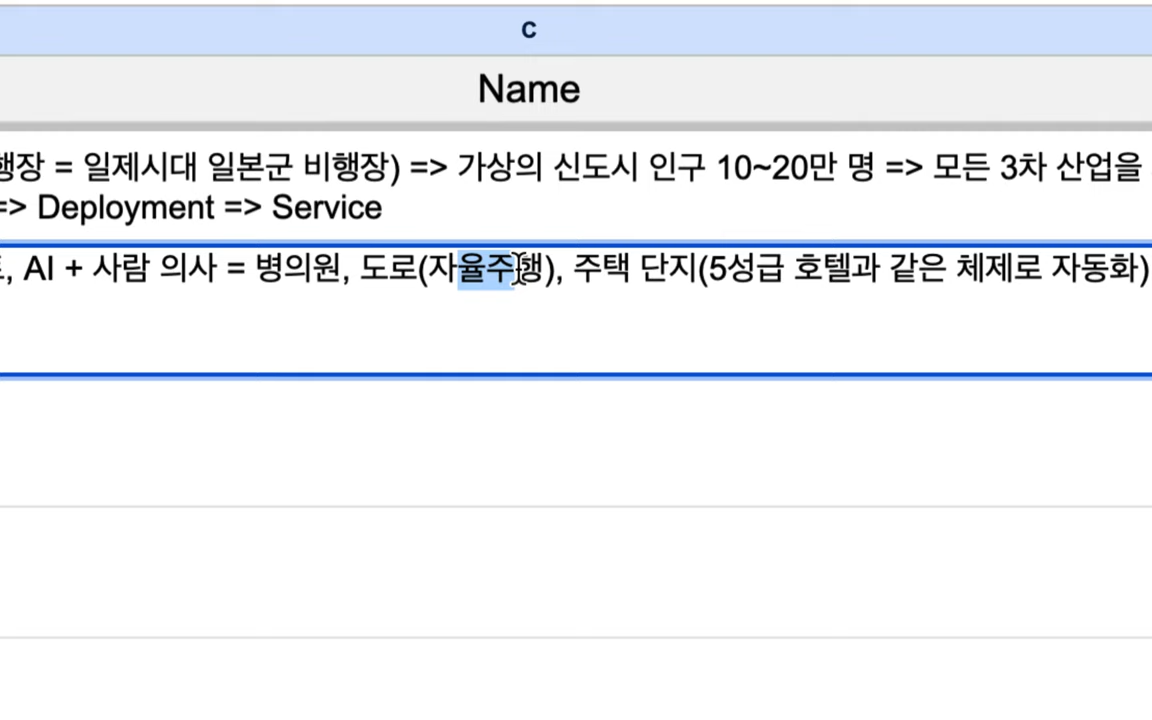 C
Name
행장 = 일제시대 일본군 비행장) => 가상의 신도시 인구 10~20만 명 => 모든 3차 산업을
=> Deployment => Service
, AI + 사람 의사 = 병의원, 도로(자율주행), 주택 단지(5성급 호텔과 같은 체제로 자동화)